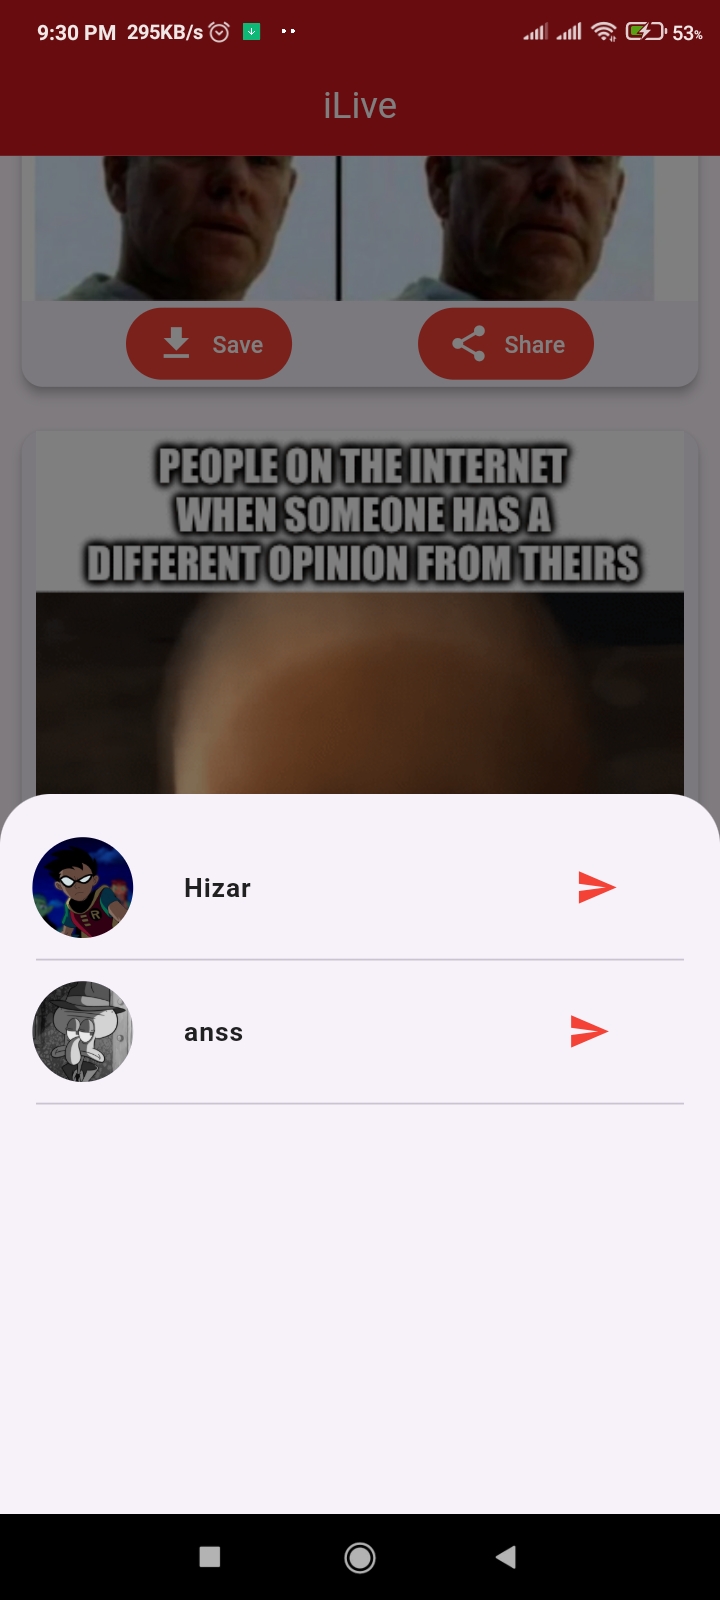 9:30 PM 295KB/s 53%
iLive
Save Share
PEOPLE ON THE INTERNET
WHEN SOMEONE HAS A
DIFFERENT OPINION FROM THEIRS
R
Hizar
anss